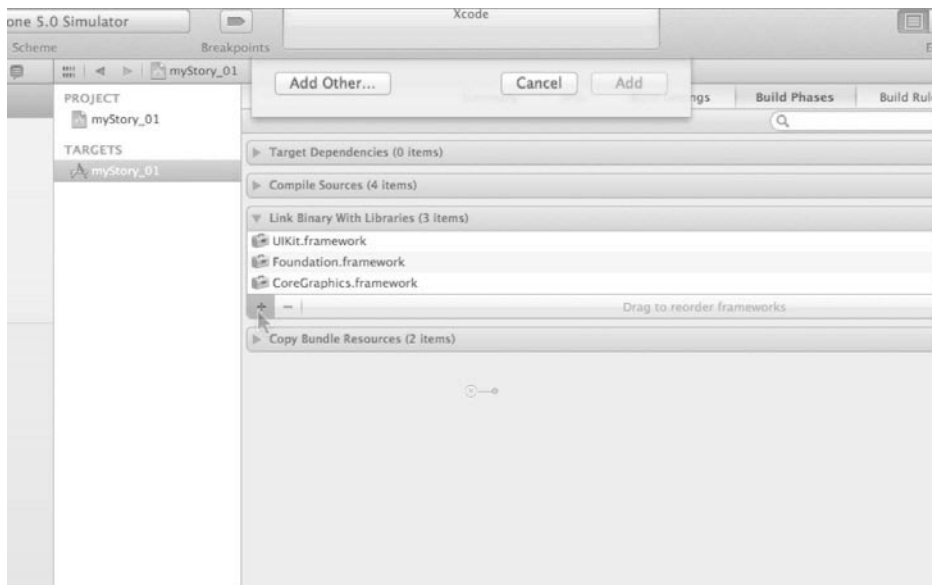 Xcode
one 5.0 Simulator
Scheme
Breakpoints
myStory_01
Add Other...
Cancel
Add
PROJECT
myStory_01
TARGETS
myStory_01
Build Phases
Build Rul
Target Dependencies (0 items)
Compile Sources (4 items)
Link Binary With Libraries (3 items)
UIKit.framework
Foundation.framework
CoreGraphics.framework
+ −
Drag to reorder frameworks
Copy Bundle Resources (2 items)